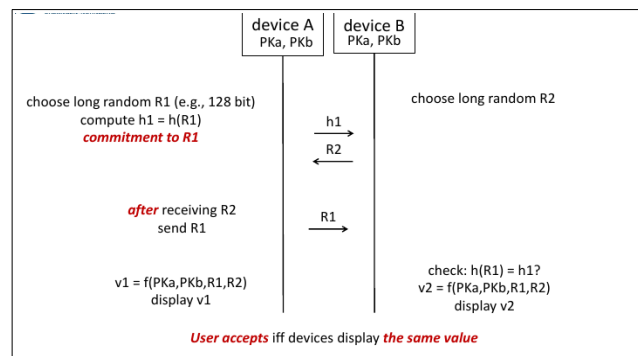 device A
PKa, PKb
device B
PKa, PKb
choose long random R1 (e.g., 128 bit)
compute h1 = h(R1)
commitment to R1
choose long random R2
h1
R2
after receiving R2
send R1
R1
v1 = f(PKa,PKb,R1,R2)
display v1
check: h(R1) = h1?
v2 = f(PKa,PKb,R1,R2)
display v2
User accepts iff devices display the same value